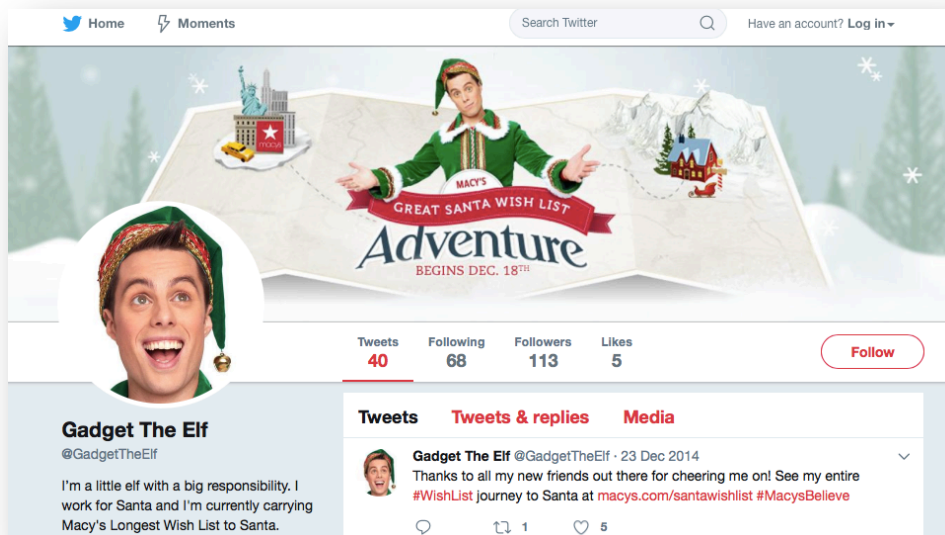 Home
Moments
Search Twitter
Have an account? Log in
macys
MACY'S
GREAT SANTA WISH LIST
Adventure
BEGINS DEC. 18TH
Tweets
40
Following
68
Followers
113
Likes
5
Follow
Gadget The Elf
@GadgetTheElf
I'm a little elf with a big responsibility. I
work for Santa and I'm currently carrying
Macy's Longest Wish List to Santa.
Tweets Tweets & replies Media
Gadget The Elf @GadgetTheElf · 23 Dec 2014
Thanks to all my new friends out there for cheering me on! See my entire
#WishList journey to Santa at macys.com/santawishlist #MacysBelieve
1
5